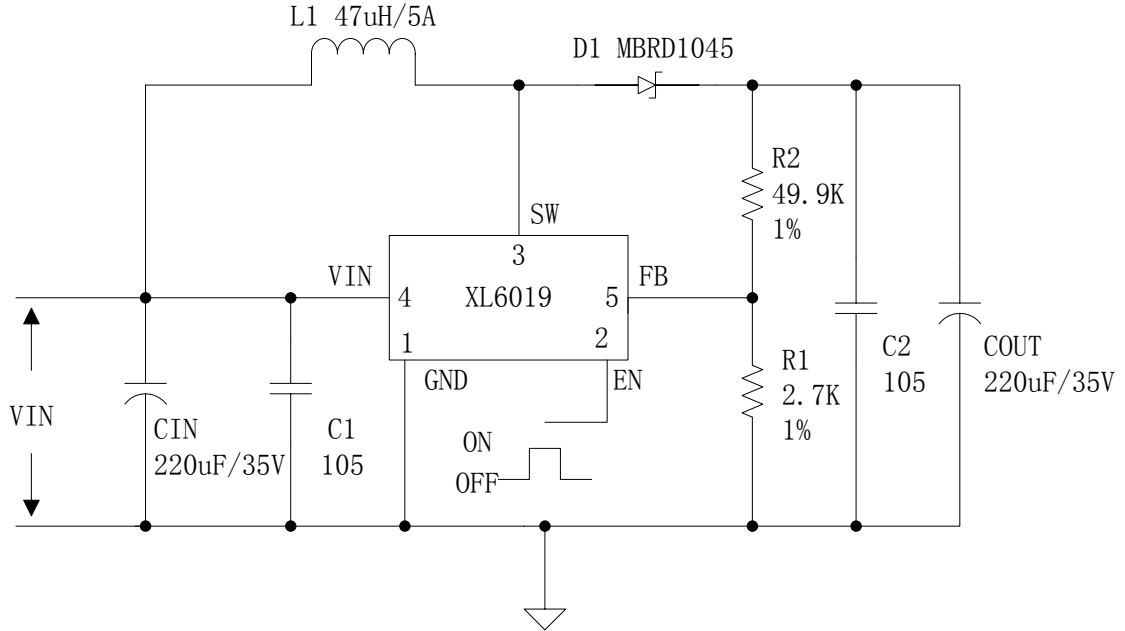 L1 47uH/5A
D1 MBRD1045
R2
49.9K
1%
SW
3
VIN
4
XL6019
5
FB
1
2
GND
EN
R1
2.7K
1%
C2
105
COUT
220uF/35V
VIN
CIN
220uF/35V
C1
105
ON
OFF